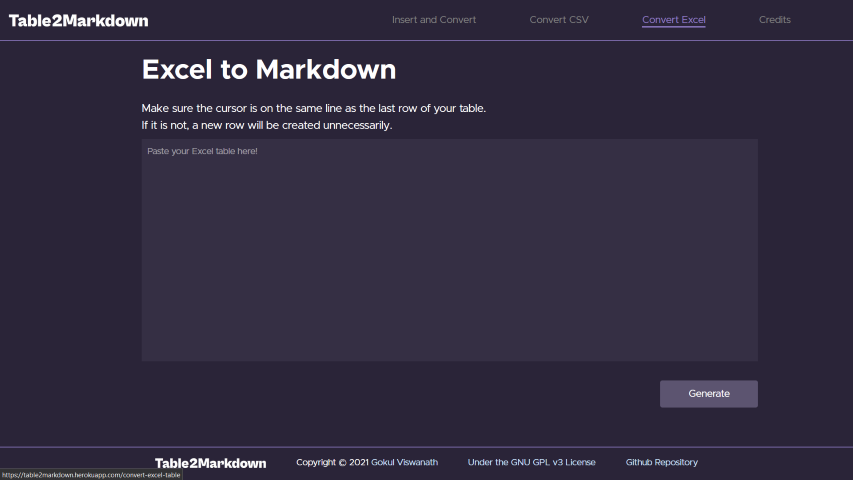 Table2Markdown
Insert and Convert
Convert CSV
Convert Excel
Credits
Excel to Markdown
Make sure the cursor is on the same line as the last row of your table.
If it is not, a new row will be created unnecessarily.
Paste your Excel table here!
Generate
Table2Markdown
Copyright © 2021 Gokul Viswanath
Under the GNU GPL v3 License
Github Repository
https://table2markdown.herokuapp.com/convert-excel-table